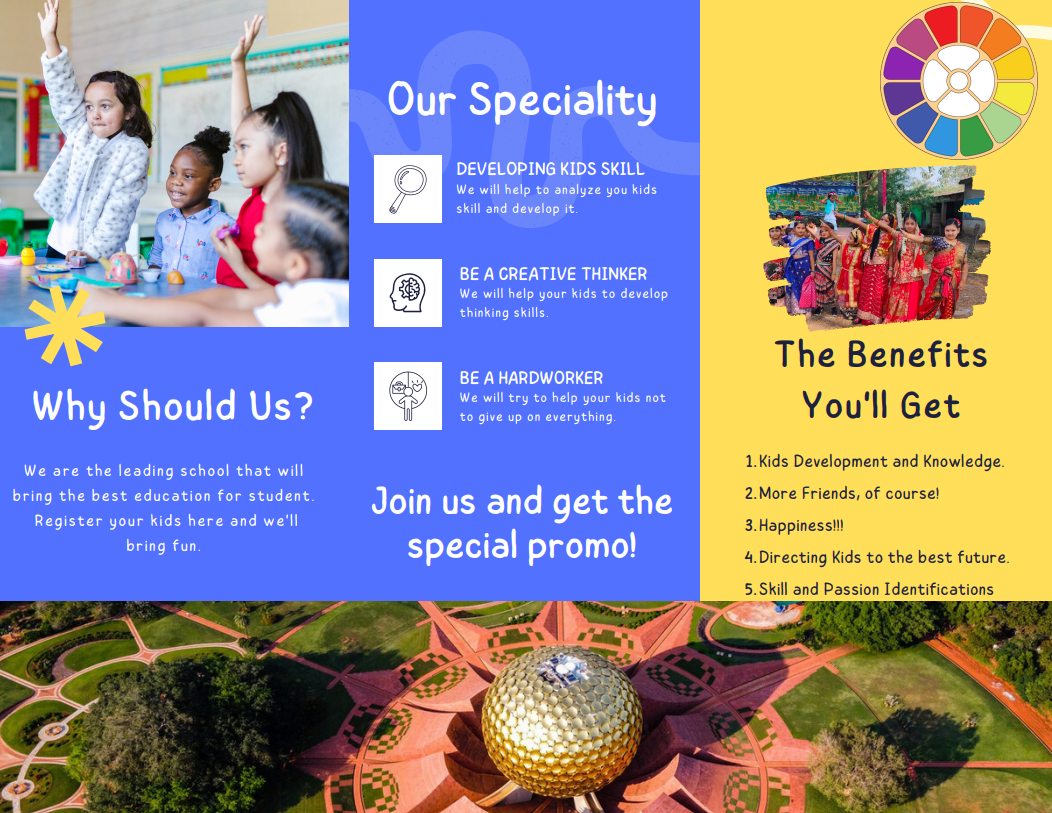 Why Should Us?
We are the leading school that will
bring the best education for student.
Register your kids here and we'll
bring fun.
Our Speciality
DEVELOPING KIDS SKILL
We will help to analyze you kids
skill and develop it.
BE A CREATIVE THINKER
We will help your kids to develop
thinking skills.
BE A HARDWORKER
We will try to help your kids not
to give up on everything.
Join us and get the
special promo!
The Benefits
You'll Get
1. Kids Development and Knowledge.
2. More Friends, of course!
3. Happiness!!!
4. Directing Kids to the best future.
5. Skill and Passion Identifications